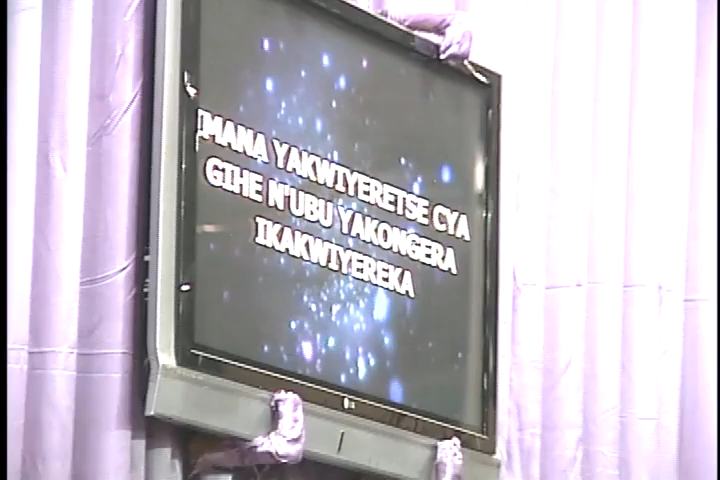 IMANA YAKWIYERETSE CYA
GIHE N'UBU YAKONGERA
IKAKWIYEREKA